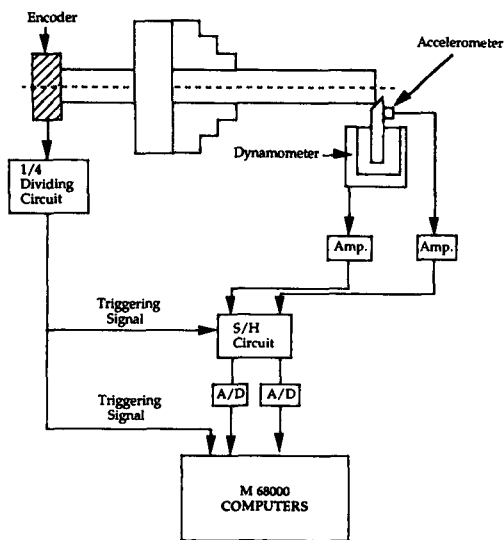 Encoder
Accelerometer
Dynamometer
1/4
Dividing
Circuit
Amp.
Amp.
Triggering
Signal
S/H
Circuit
A/D
A/D
Triggering
Signal
M 68000
COMPUTERS